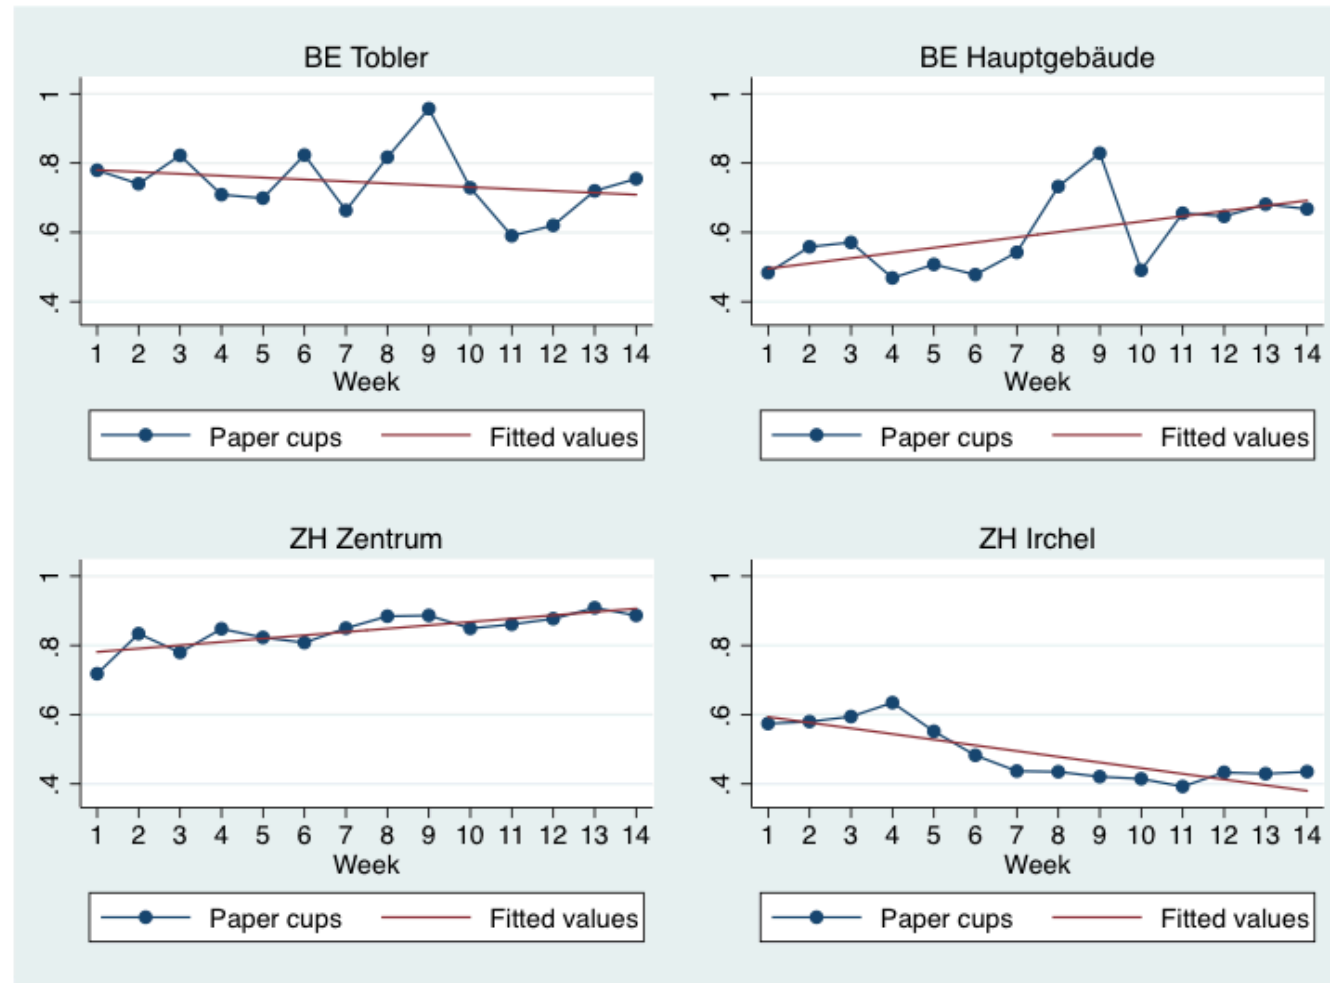 BE Tobler
1
.8
.6
.4
1 2 3 4 5 6 7 8 9 10 11 12 13 14
Week
Paper cups Fitted values
BE Hauptgebäude
1
.8
.6
.4
1 2 3 4 5 6 7 8 9 10 11 12 13 14
Week
Paper cups Fitted values
ZH Zentrum
1
.8
.6
.4
1 2 3 4 5 6 7 8 9 10 11 12 13 14
Week
Paper cups Fitted values
ZH Irchel
1
.8
.6
.4
1 2 3 4 5 6 7 8 9 10 11 12 13 14
Week
Paper cups Fitted values